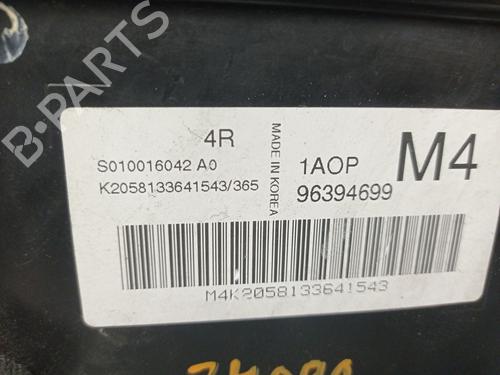 B-PARTS
4R
S010016042 A0
K2058133641543/365
MADE IN KOREA
1AOP
M4
96394699
M4K2058133641543